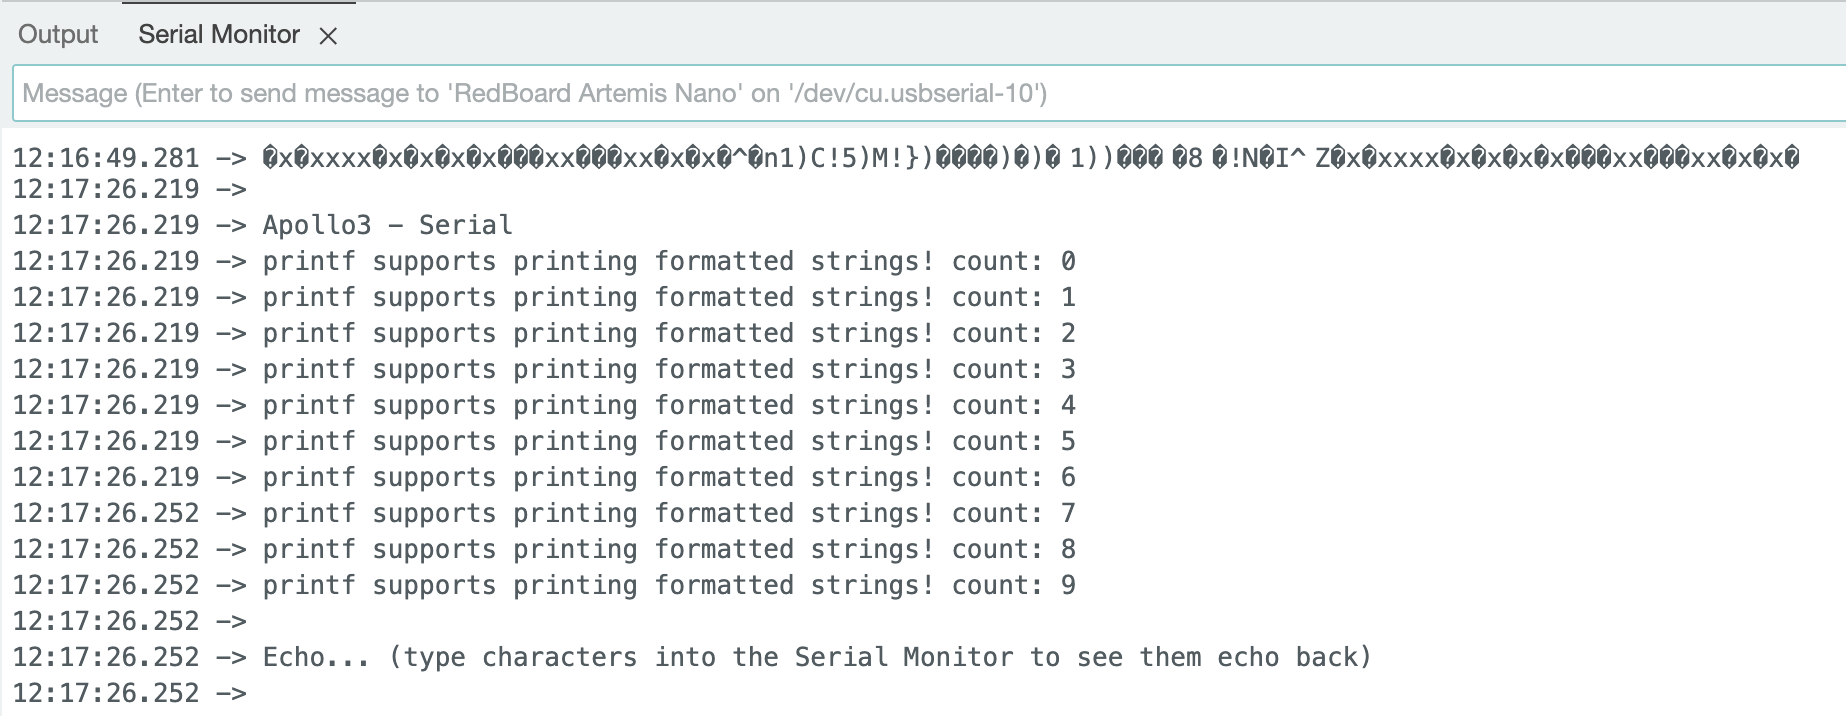 Output Serial Monitor ×
Message (Enter to send message to 'RedBoard Artemis Nano' on '/dev/cu.usbserial-10')
12:16:49.281 -> �x�xxxx�x�x�x�x���xx���xx�x�x�^�n1)C!5)M!})����)�)� 1))��� �8 �!N�I^ Z�x�xxxx�x�x�x�x���xx���xx�x�x�
12:17:26.219 ->
12:17:26.219 -> Apollo3 - Serial
12:17:26.219 -> printf supports printing formatted strings! count: 0
12:17:26.219 -> printf supports printing formatted strings! count: 1
12:17:26.219 -> printf supports printing formatted strings! count: 2
12:17:26.219 -> printf supports printing formatted strings! count: 3
12:17:26.219 -> printf supports printing formatted strings! count: 4
12:17:26.219 -> printf supports printing formatted strings! count: 5
12:17:26.219 -> printf supports printing formatted strings! count: 6
12:17:26.252 -> printf supports printing formatted strings! count: 7
12:17:26.252 -> printf supports printing formatted strings! count: 8
12:17:26.252 -> printf supports printing formatted strings! count: 9
12:17:26.252 ->
12:17:26.252 -> Echo... (type characters into the Serial Monitor to see them echo back)
12:17:26.252 ->